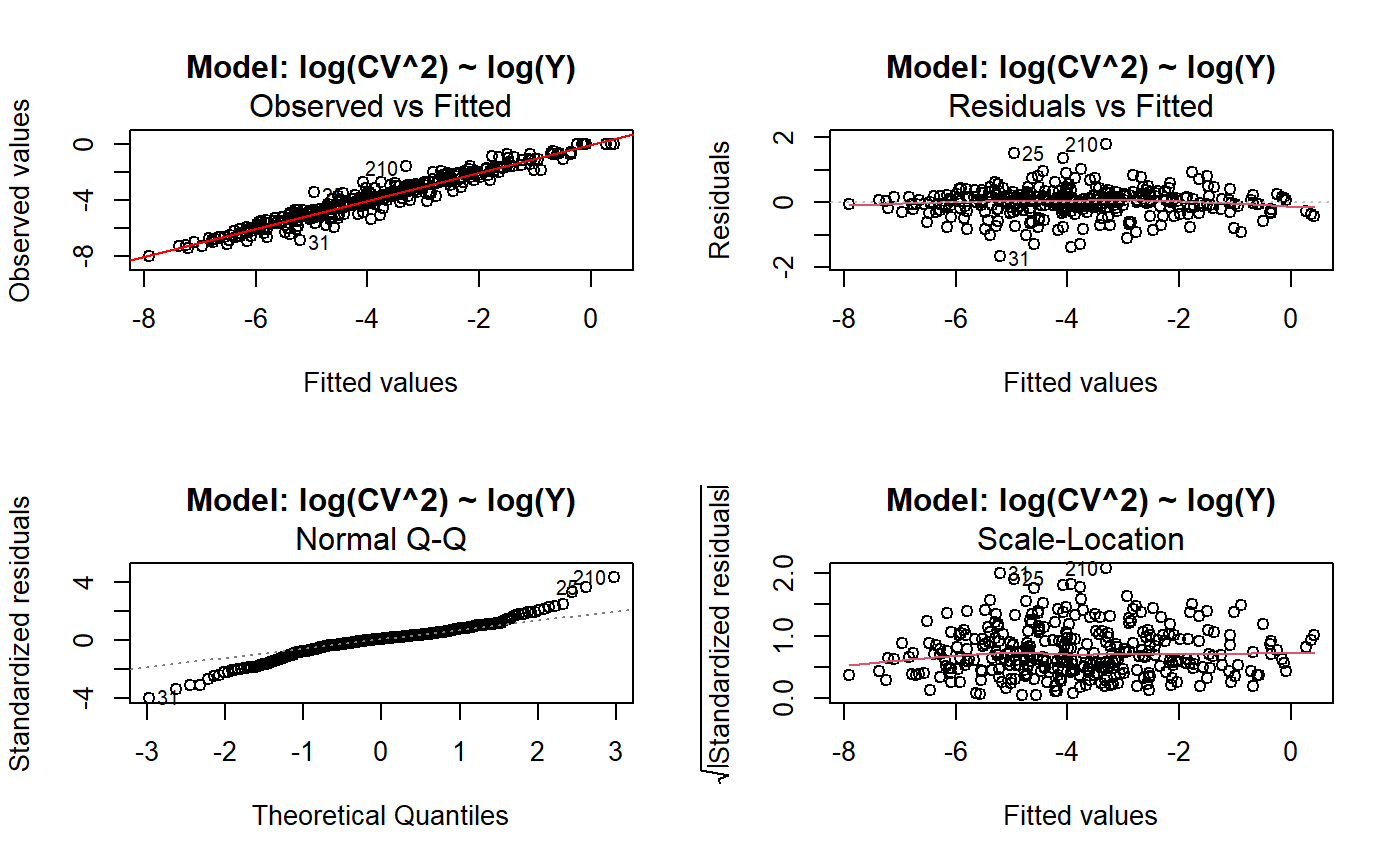 Model: log(CV^2) ~ log(Y)
Observed vs Fitted
Observed values
0
-4
-8
210
31
-8
-6
-4
-2
0
Fitted values
Model: log(CV^2) ~ log(Y)
Residuals vs Fitted
Residuals
2
0
-2
25
210
31
-8
-6
-4
-2
0
Fitted values
Model: log(CV^2) ~ log(Y)
Normal Q-Q
Standardized residuals
4
0
-4
25
210
31
-3
-2
-1
0
1
2
3
Theoretical Quantiles
Model: log(CV^2) ~ log(Y)
Scale-Location
√|Standardized residuals|
2.0
1.0
0.0
31
25
210
-8
-6
-4
-2
0
Fitted values